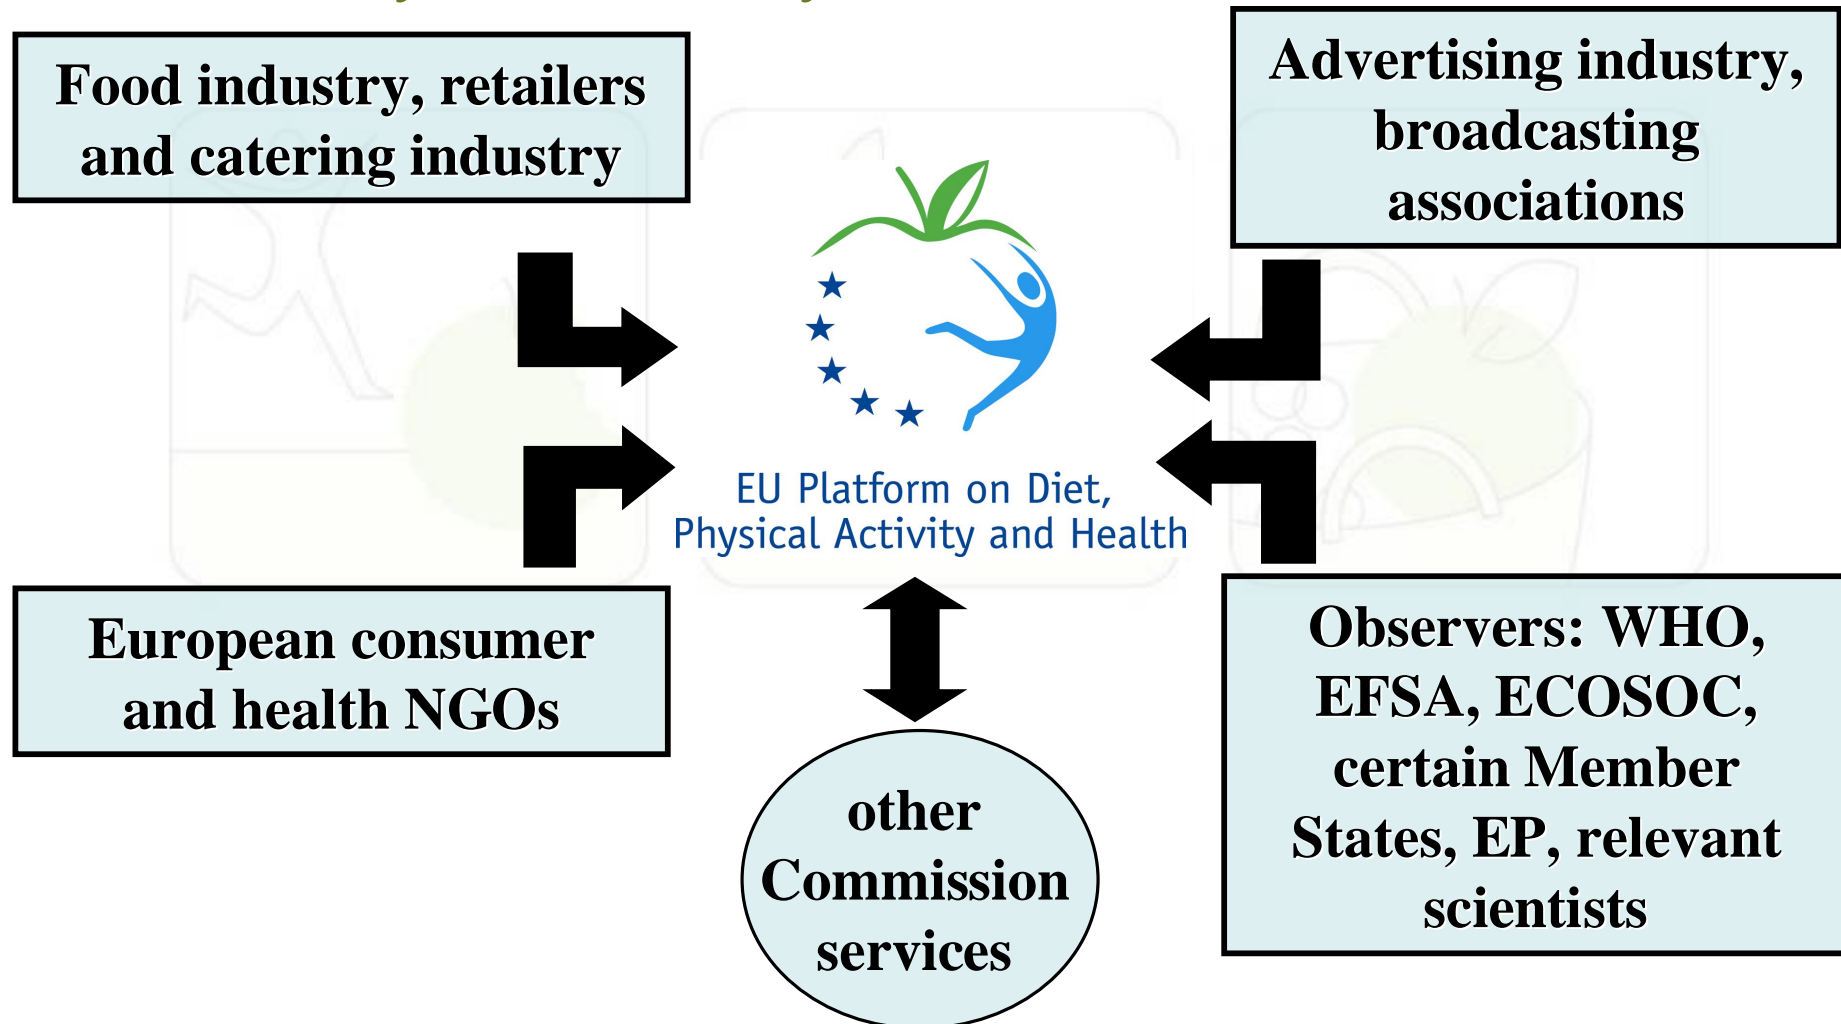 Food industry, retailers
and catering industry
Advertising industry,
broadcasting
associations
EU Platform on Diet,
Physical Activity and Health
European consumer
and health NGOs
Observers: WHO,
EFSA, ECOSOC,
certain Member
States, EP, relevant
scientists
other
Commission
services